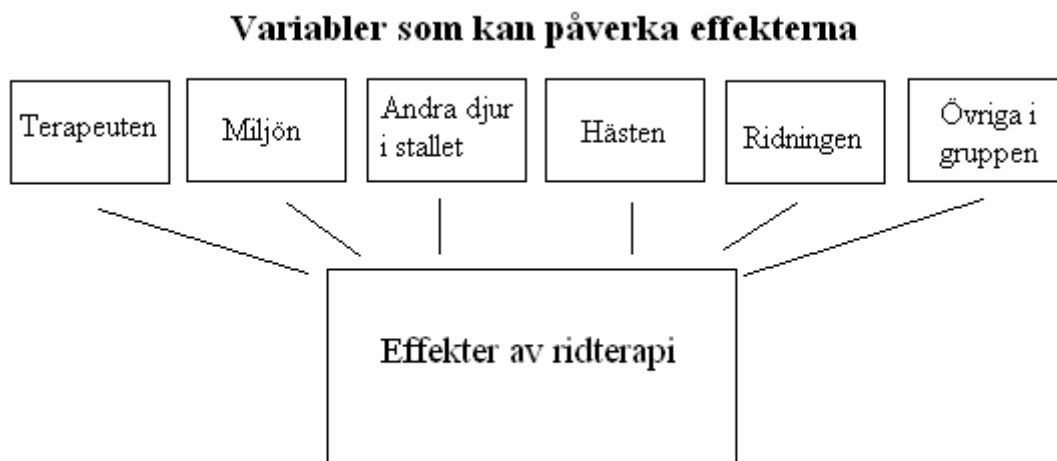 Variabler som kan påverka effekterna
Terapeuten
Miljön
Andra djur
i stallet
Hästen
Ridningen
Övriga i
gruppen
Effekter av ridterapi